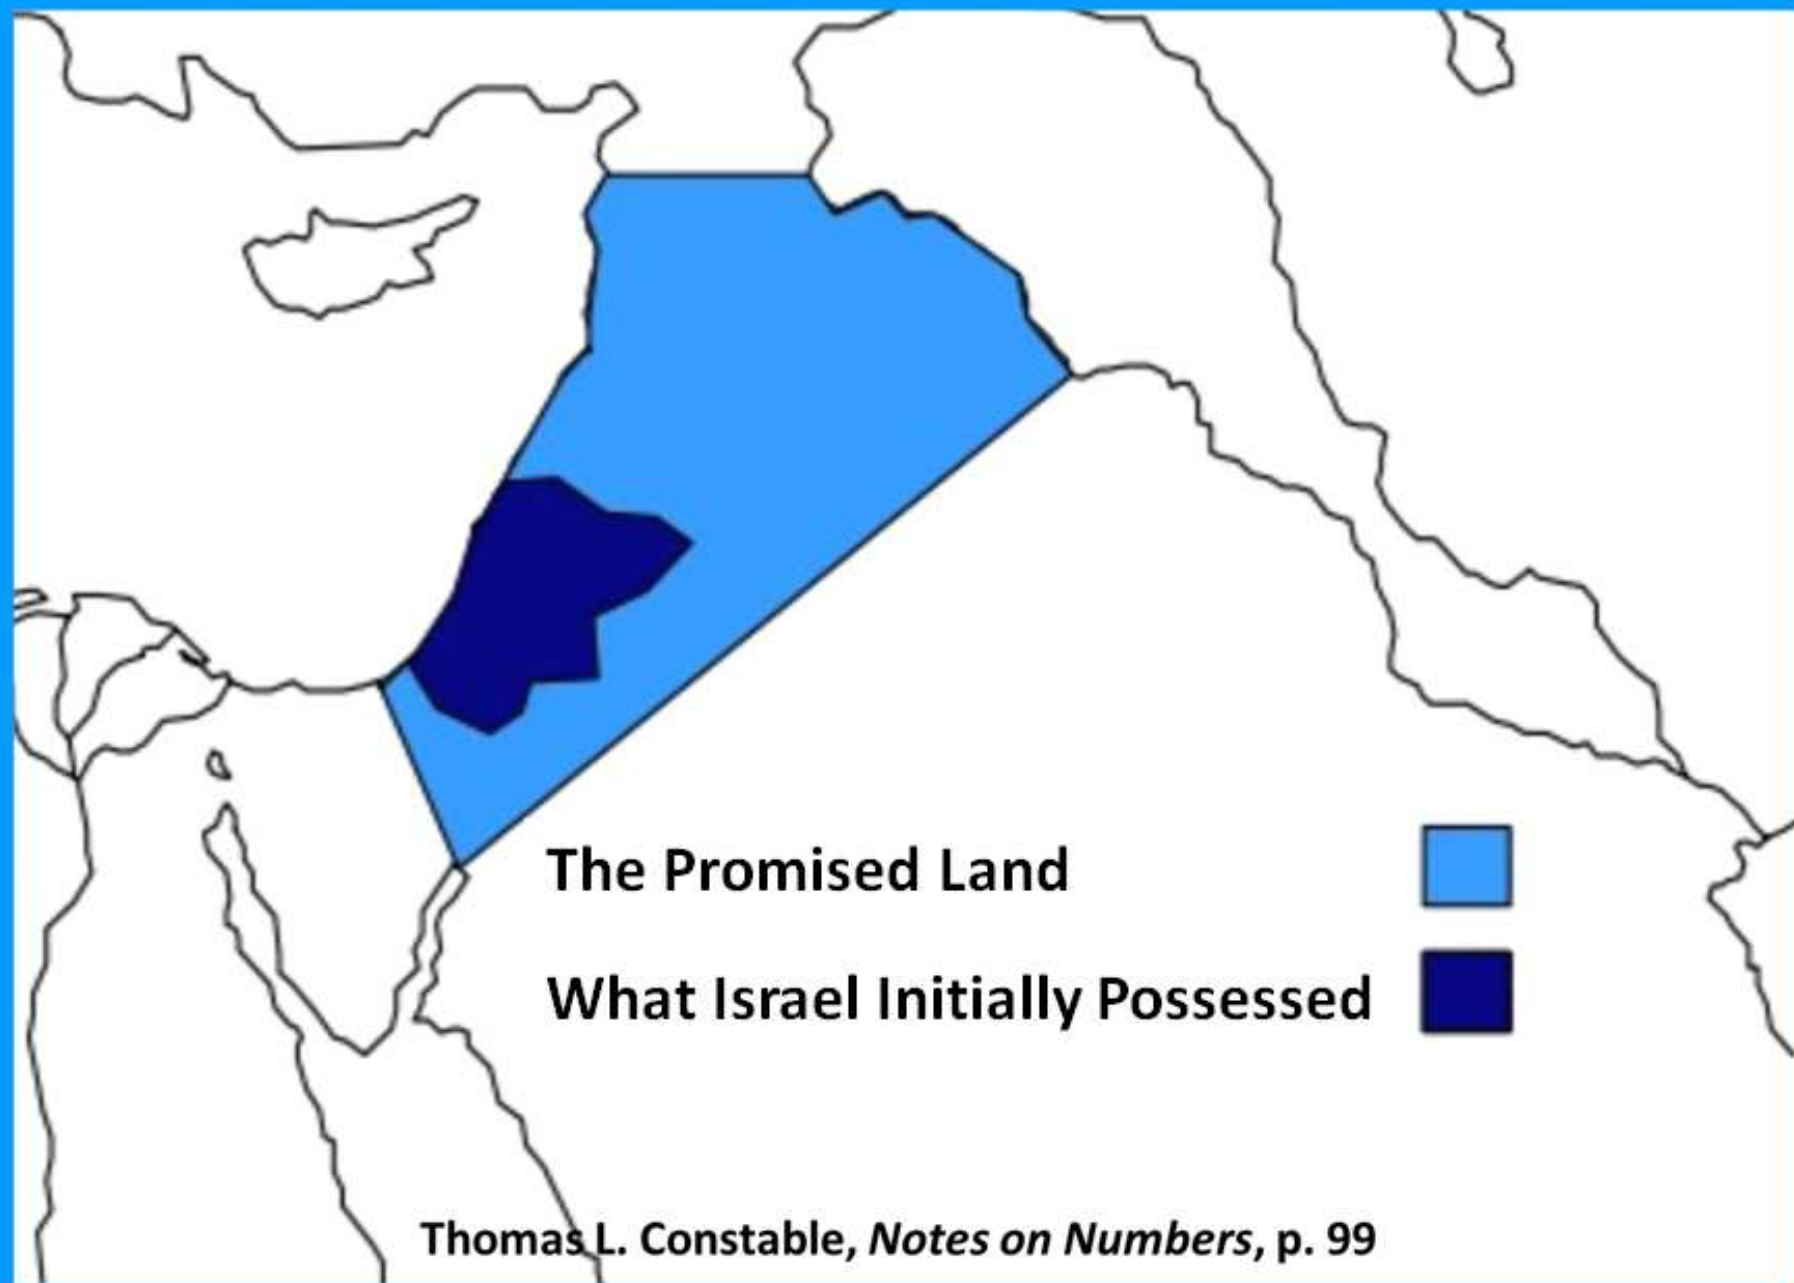 The Promised Land
What Israel Initially Possessed
Thomas L. Constable, Notes on Numbers, p. 99